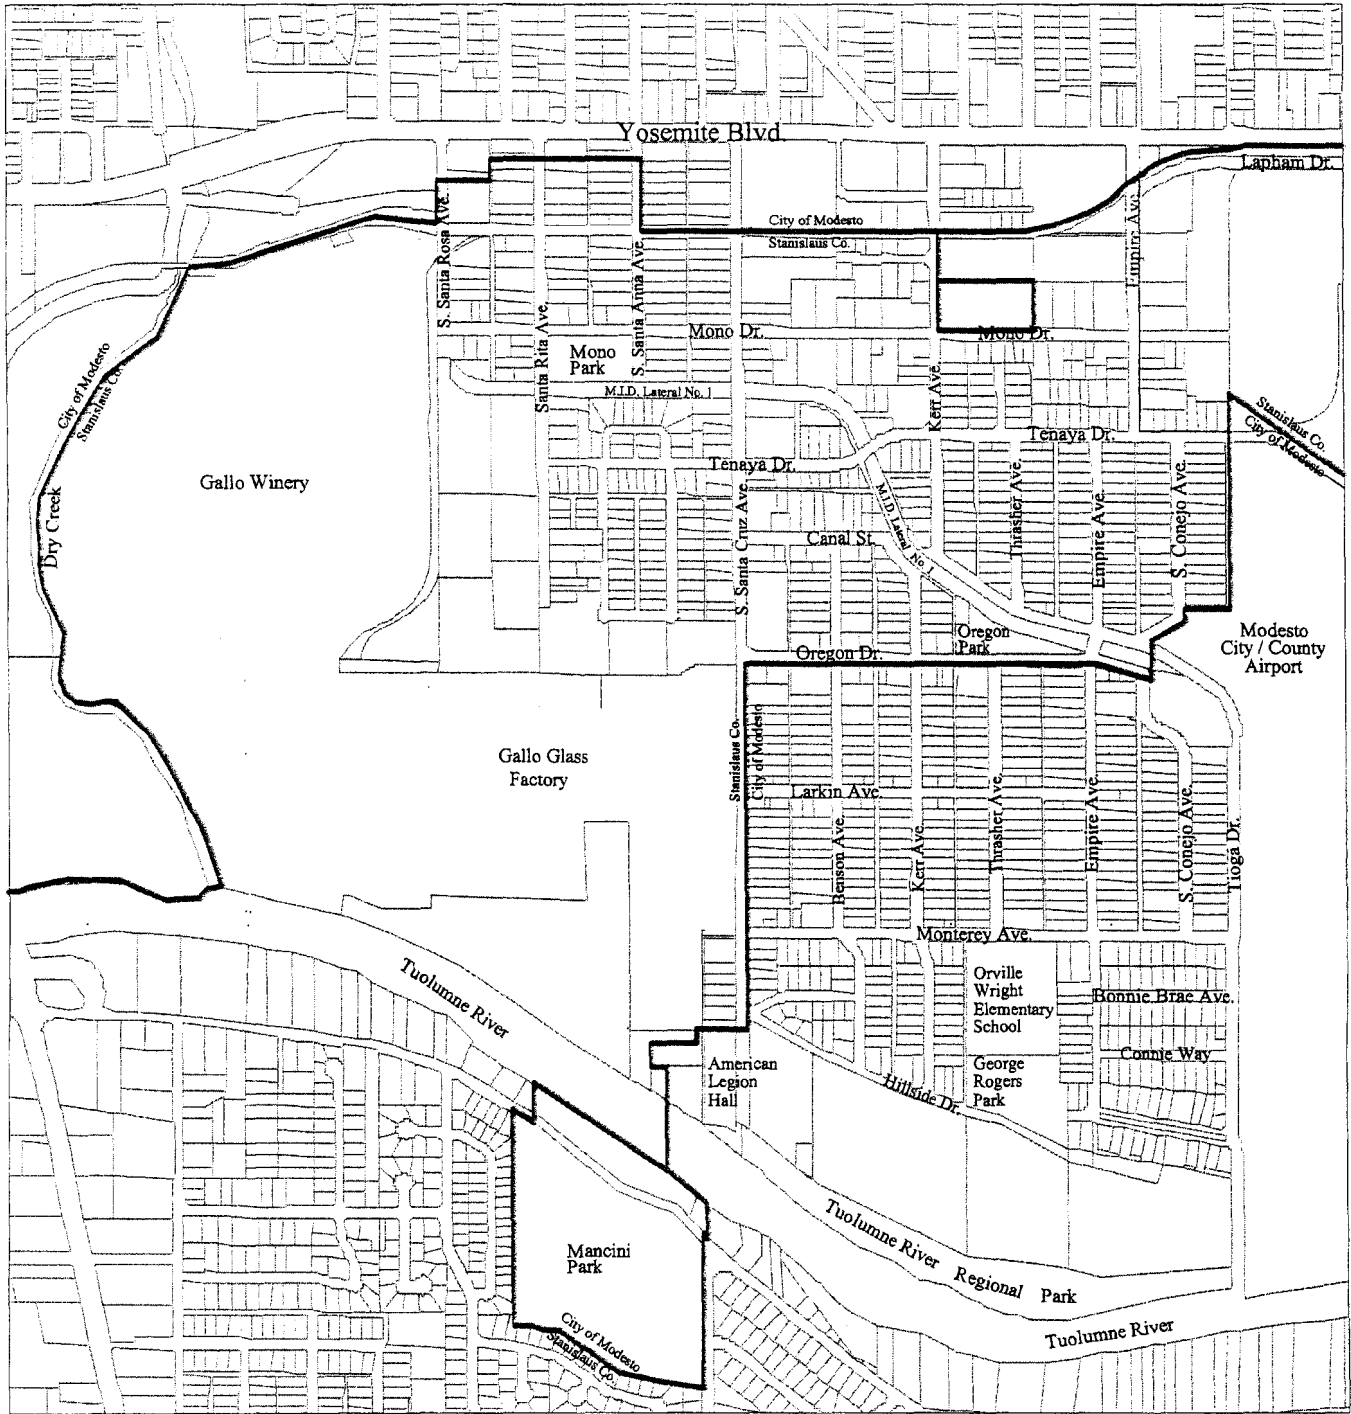 Yosemite Blvd.
Lapham Dr.
S. Santa Rosa Ave.
City of Modesto
Stanislaus Co.
Empire Ave.
S. Santa Anna Ave.
Santa Rita Ave.
Mono Dr.
Mono Dr.
Mono
Park
M.I.D. Lateral No. 1
Kerr Ave.
City of Modesto
Stanislaus Co.
Stanislaus Co.
City of Modesto
Tenaya Dr.
Tenaya Dr.
Gallo Winery
Dry Creek
S. Santa Cruz Ave.
M.I.D. Lateral No. 1
Thrasher Ave.
Empire Ave.
S. Conejo Ave.
Canal St.
Oregon
Park
Oregon Dr.
Modesto
City / County
Airport
Stanislaus Co.
City of Modesto
Gallo Glass
Factory
Larkin Ave.
Benson Ave.
Kerr Ave.
Thrasher Ave.
Empire Ave.
S. Conejo Ave.
Tioga Dr.
Monterey Ave.
Tuolumne River
Orville
Wright
Elementary
School
Bonnie Brae Ave.
American
Legion
Hall
George
Rogers
Park
Connie Way
Hillside Dr.
Mancini
Park
Tuolumne River Regional Park
City of Modesto
Stanislaus Co.
Tuolumne River